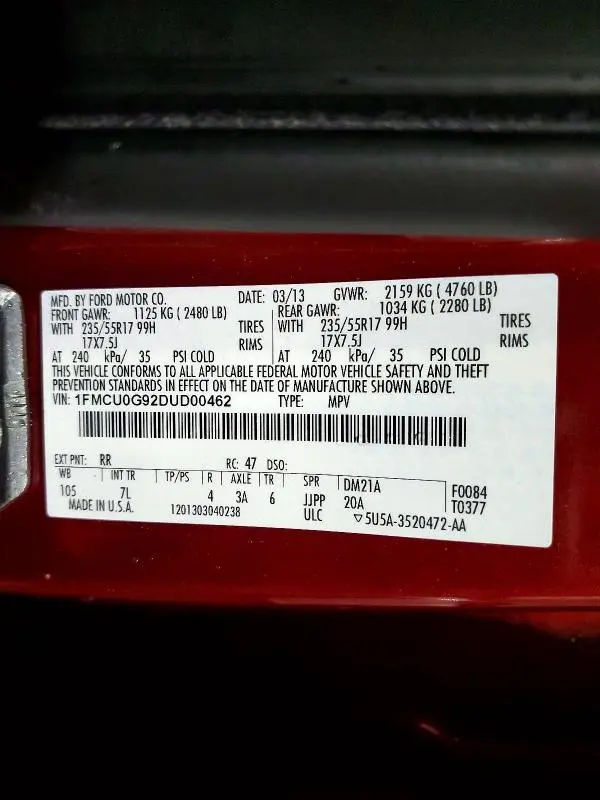 MFD. BY FORD MOTOR CO. DATE: 03/13 GVWR: 2159 KG ( 4760 LB)
FRONT GAWR: 1125 KG ( 2480 LB) REAR GAWR: 1034 KG ( 2280 LB)
WITH 235/55R17 99H TIRES WITH 235/55R17 99H TIRES
17X7.5J RIMS 17X7.5J RIMS
AT 240 kPa/ 35 PSI COLD AT 240 kPa/ 35 PSI COLD
THIS VEHICLE CONFORMS TO ALL APPLICABLE FEDERAL MOTOR VEHICLE SAFETY AND THEFT
PREVENTION STANDARDS IN EFFECT ON THE DATE OF MANUFACTURE SHOWN ABOVE.
VIN: 1FMCU0G92DUD00462 TYPE: MPV
EXT PNT: RR RC: 47 DSO:
WB INT TR TP/PS R AXLE TR SPR DM21A F0084
105 7L 4 3A 6 JJPP 20A T0377
MADE IN U.S.A. 1201303040238 ULC ▽5U5A-3520472-AA